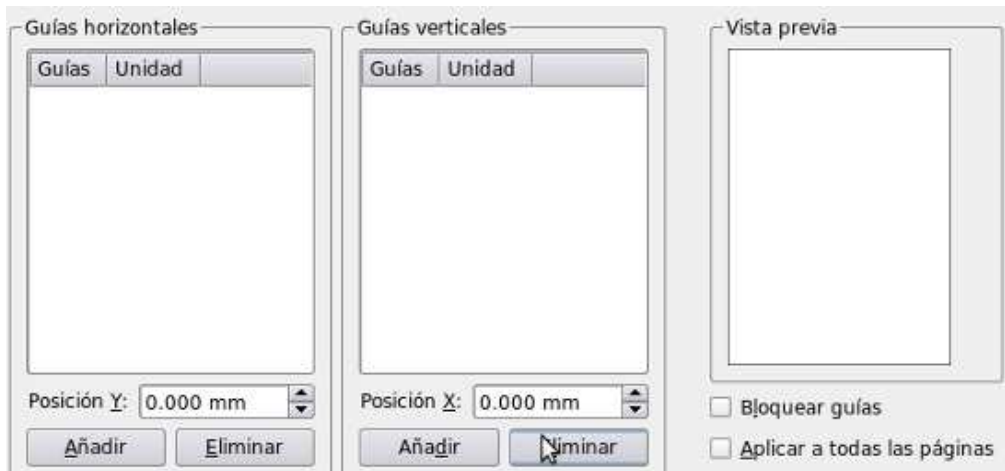 Guías horizontales
Guías Unidad
Posición Y: 0.000 mm
Añadir Eliminar
Guías verticales
Guías Unidad
Posición X: 0.000 mm
Añadir
Vista previa
Bloquear guías
Aplicar a todas las páginas